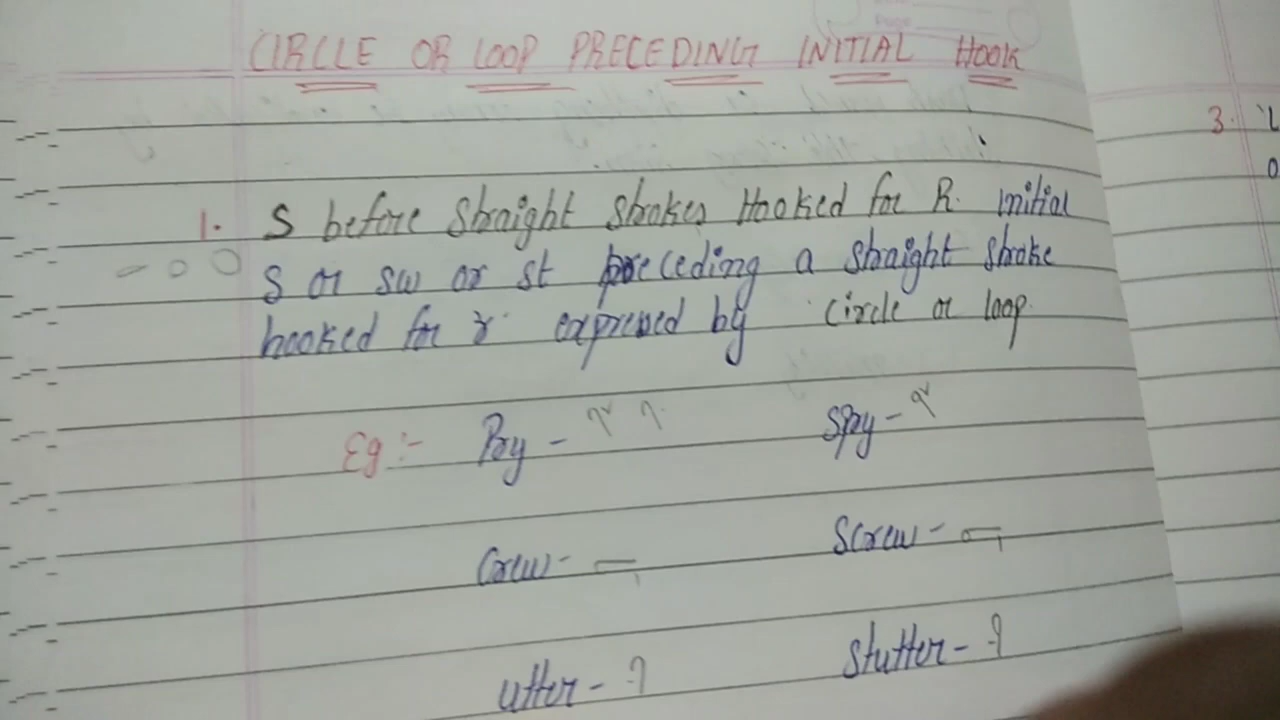 CIRCLE OR LOOP PRECEDING INITIAL HOOK
1. S before Straight Strokes Hooked for R. Initial
S or sw or st preceding a straight stroke
hooked for r. expressed by circle or loop.
Eg :- Pry - Spry -
Crew - Screw -
utter - Stutter -
3.